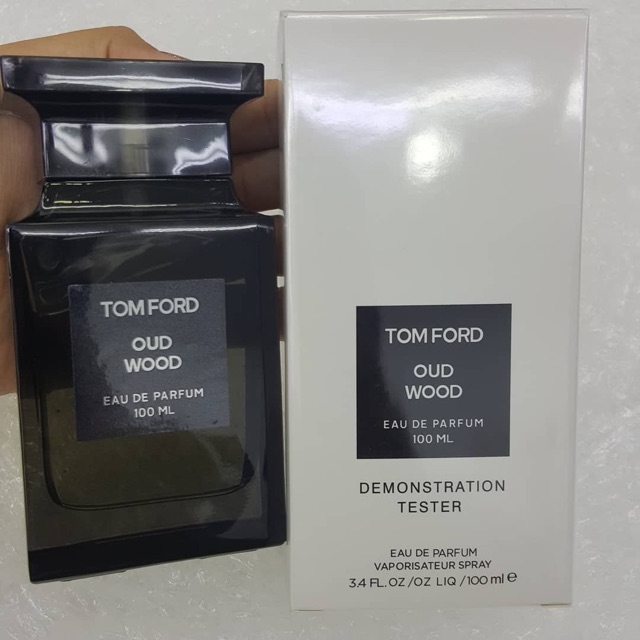 TOM FORD
OUD
WOOD
EAU DE PARFUM
100 ML
TOM FORD
OUD
WOOD
EAU DE PARFUM
100 ML
DEMONSTRATION
TESTER
EAU DE PARFUM
VAPORISATEUR SPRAY
3.4 FL.OZ/OZ LIQ/100 ml e